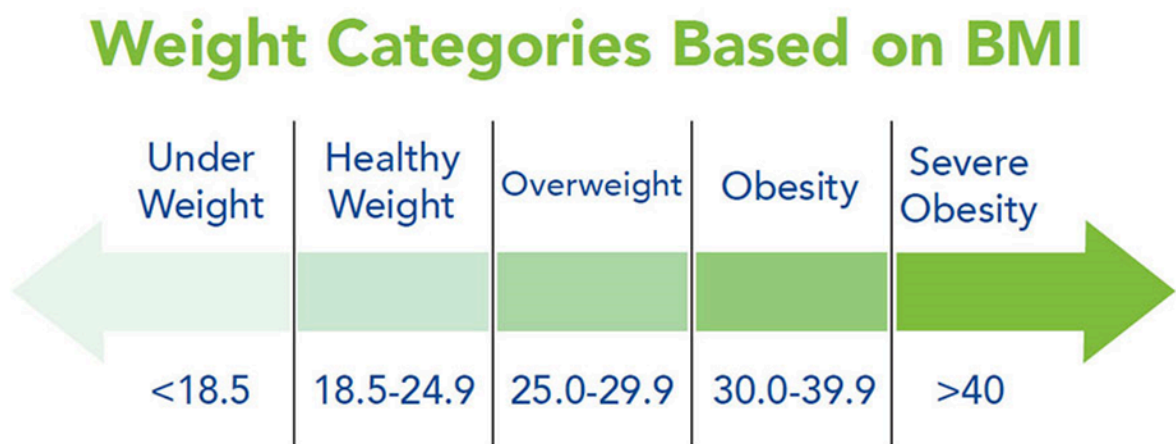 Weight Categories Based on BMI
Under
Weight
Healthy
Weight
Overweight
Obesity
Severe
Obesity
<18.5
18.5-24.9
25.0-29.9
30.0-39.9
>40